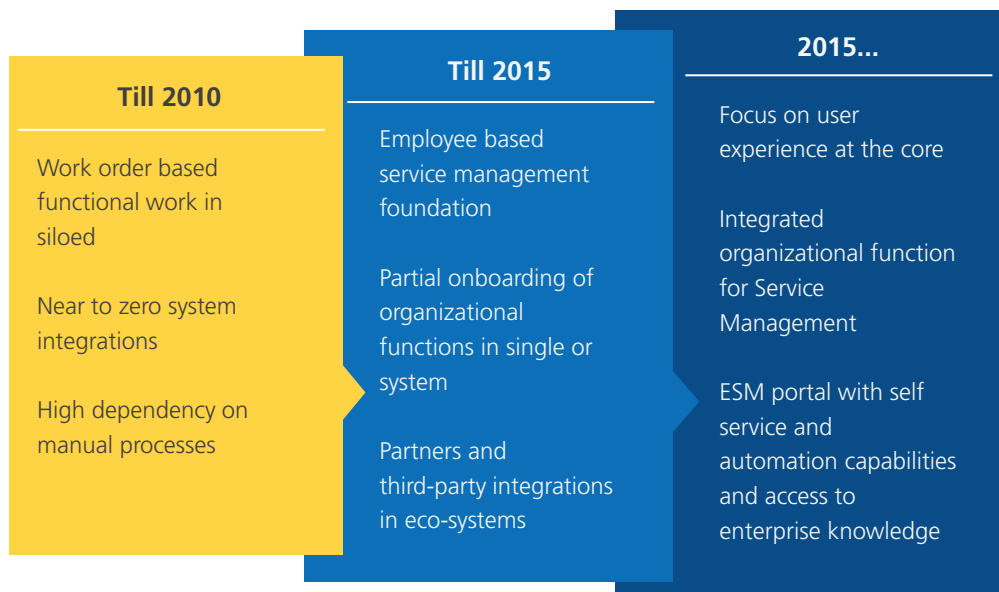 Till 2010
Work order based
functional work in
siloed
Near to zero system
integrations
High dependency on
manual processes
Till 2015
Employee based
service management
foundation
Partial onboarding of
organizational
functions in single or
system
Partners and
third-party integrations
in eco-systems
2015...
Focus on user
experience at the core
Integrated
organizational function
for Service
Management
ESM portal with self
service and
automation capabilities
and access to
enterprise knowledge